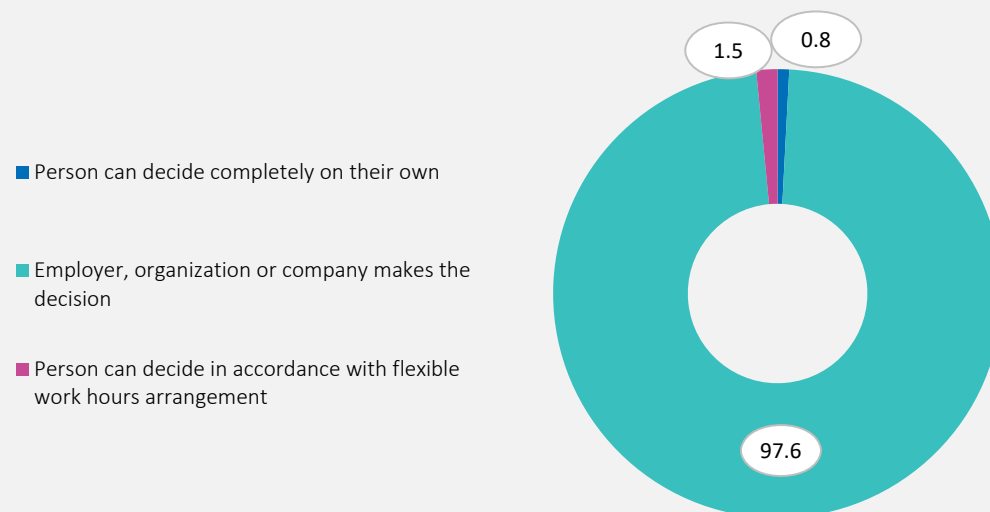 1.5
0.8
Person can decide completely on their own
Employer, organization or company makes the
decision
Person can decide in accordance with flexible
work hours arrangement
97.6